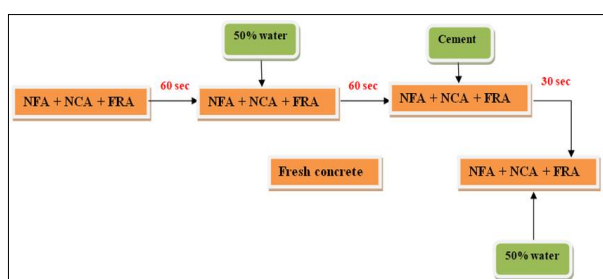 50% water
Cement
60 sec
60 sec
30 sec
NFA + NCA + FRA
NFA + NCA + FRA
NFA + NCA + FRA
Fresh concrete
NFA + NCA + FRA
50% water